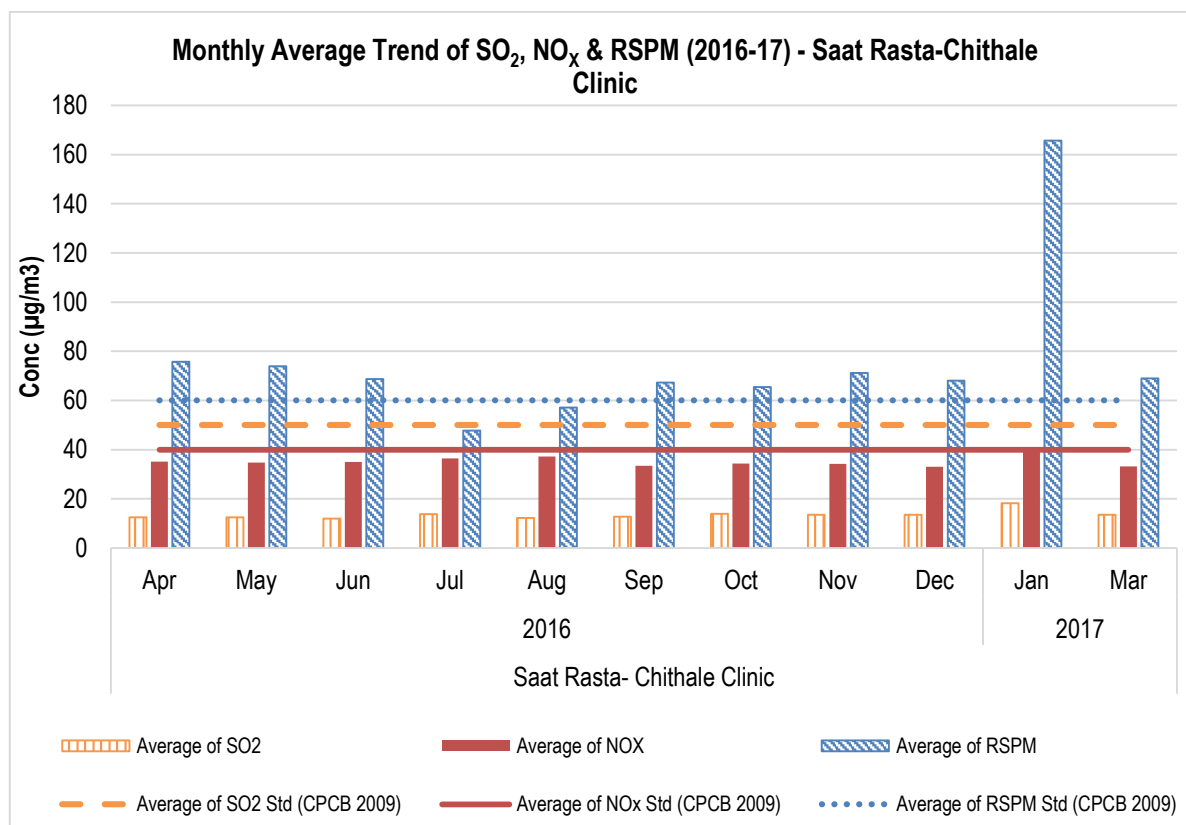 Monthly Average Trend of SO2, NOX & RSPM (2016-17) - Saat Rasta-Chithale
Clinic
Conc (µg/m3)
180
160
140
120
100
80
60
40
20
0
Apr May Jun Jul Aug Sep Oct Nov Dec Jan Mar
2016 2017
Saat Rasta- Chithale Clinic
Average of SO2 Average of NOX Average of RSPM
Average of SO2 Std (CPCB 2009) Average of NOx Std (CPCB 2009) Average of RSPM Std (CPCB 2009)